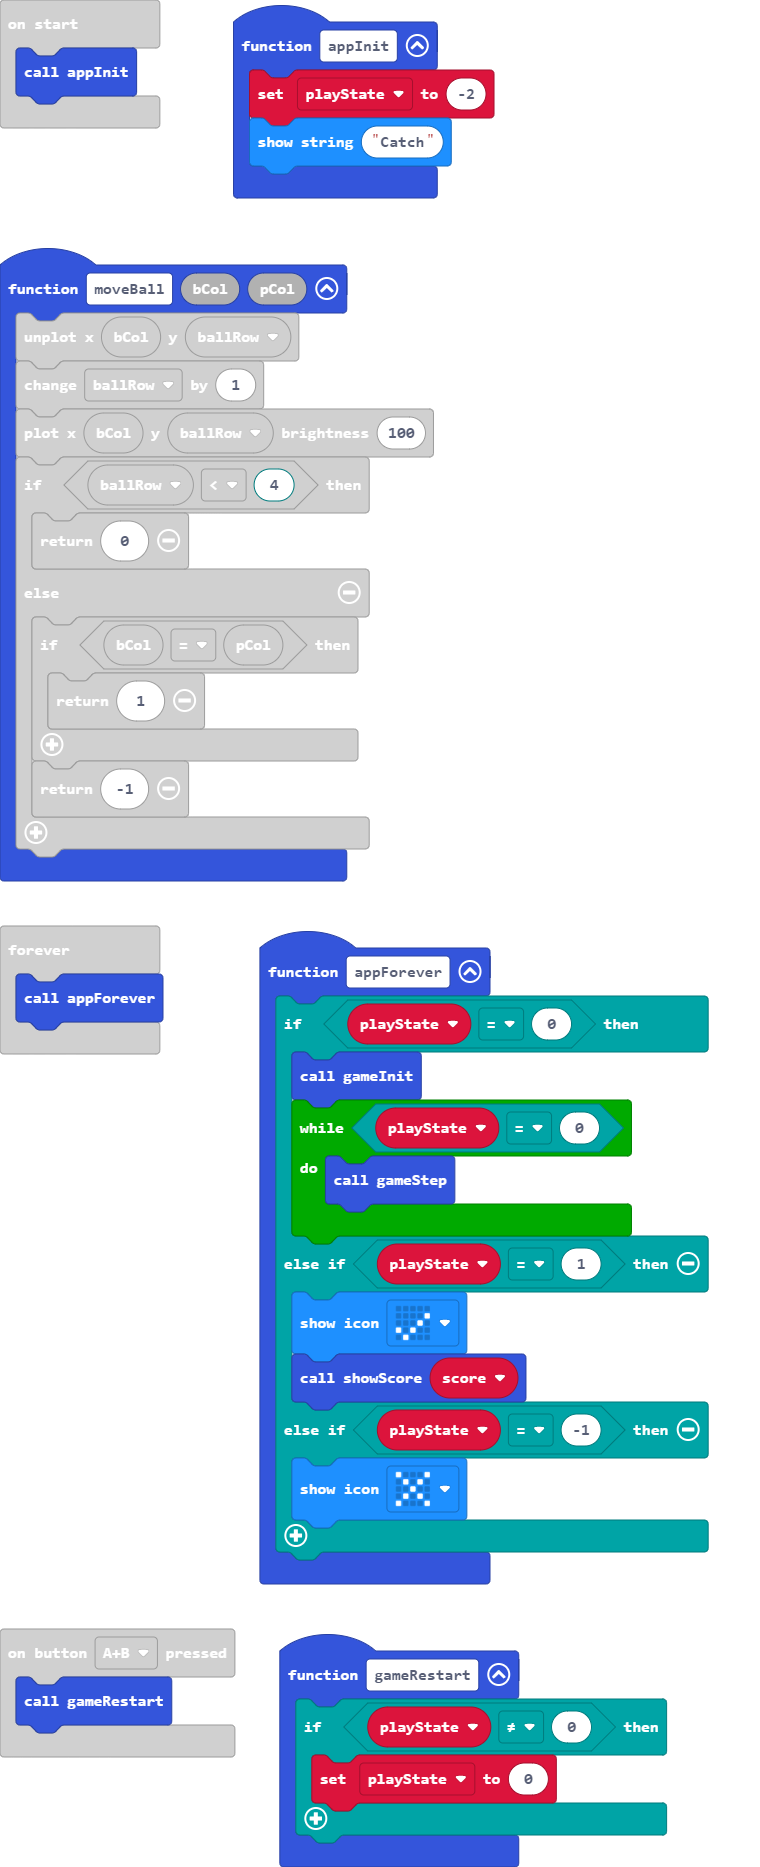 on start
call appInit
function appInit
set playState to -2
show string "Catch"
function moveBall bCol pCol
unplot x bCol y ballRow
change ballRow by 1
plot x bCol y ballRow brightness 100
if ballRow < 4 then
return 0
else
if bCol = pCol then
return 1
return -1
forever
call appForever
function appForever
if playState = 0 then
call gameInit
while playState = 0
do call gameStep
else if playState = 1 then
show icon
call showScore score
else if playState = -1 then
show icon
on button A+B pressed
call gameRestart
function gameRestart
if playState ≠ 0 then
set playState to 0